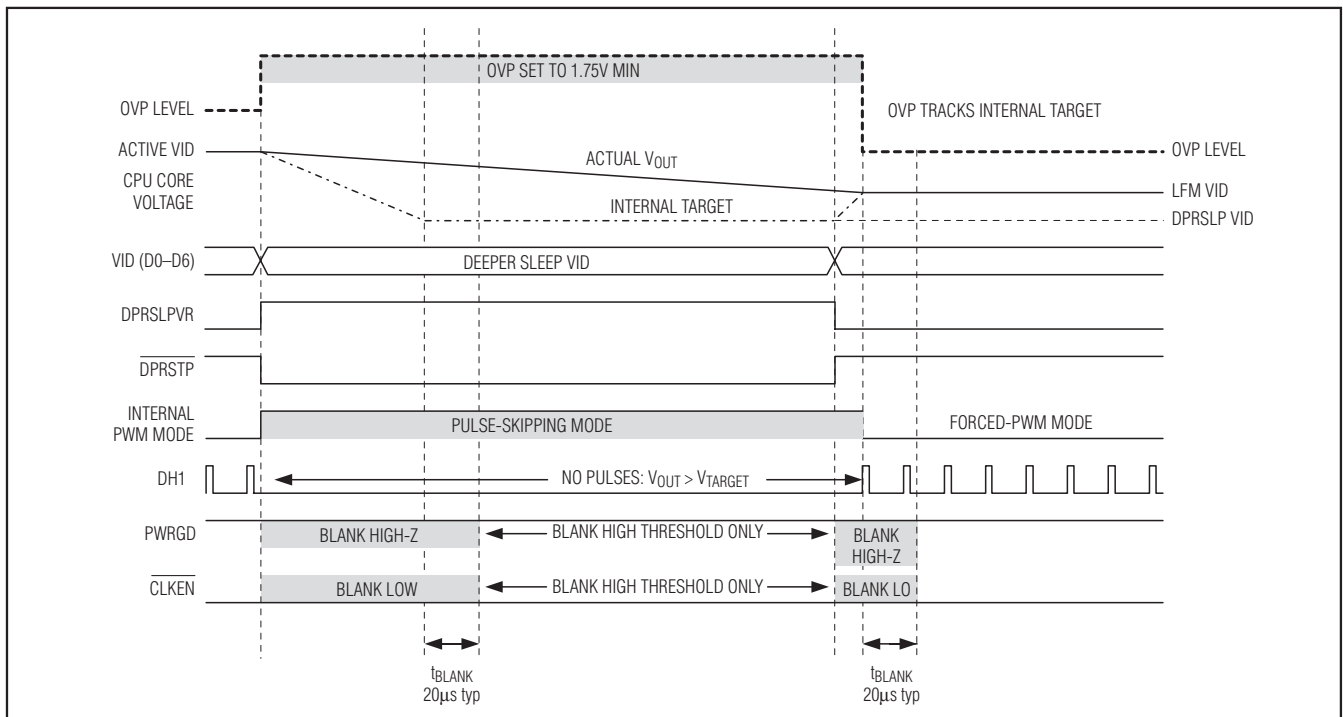 OVP SET TO 1.75V MIN
OVP LEVEL
OVP TRACKS INTERNAL TARGET
ACTIVE VID
ACTUAL VOUT
OVP LEVEL
CPU CORE
VOLTAGE
LFM VID
INTERNAL TARGET
DPRSLP VID
VID (D0–D6)
DEEPER SLEEP VID
DPRSLPVR
DPRSTP
INTERNAL
PWM MODE
PULSE-SKIPPING MODE
FORCED-PWM MODE
DH1
NO PULSES: VOUT > VTARGET
PWRGD
BLANK HIGH-Z
BLANK HIGH THRESHOLD ONLY
BLANK
HIGH-Z
CLKEN
BLANK LOW
BLANK HIGH THRESHOLD ONLY
BLANK LO
tBLANK
20µs typ
tBLANK
20µs typ